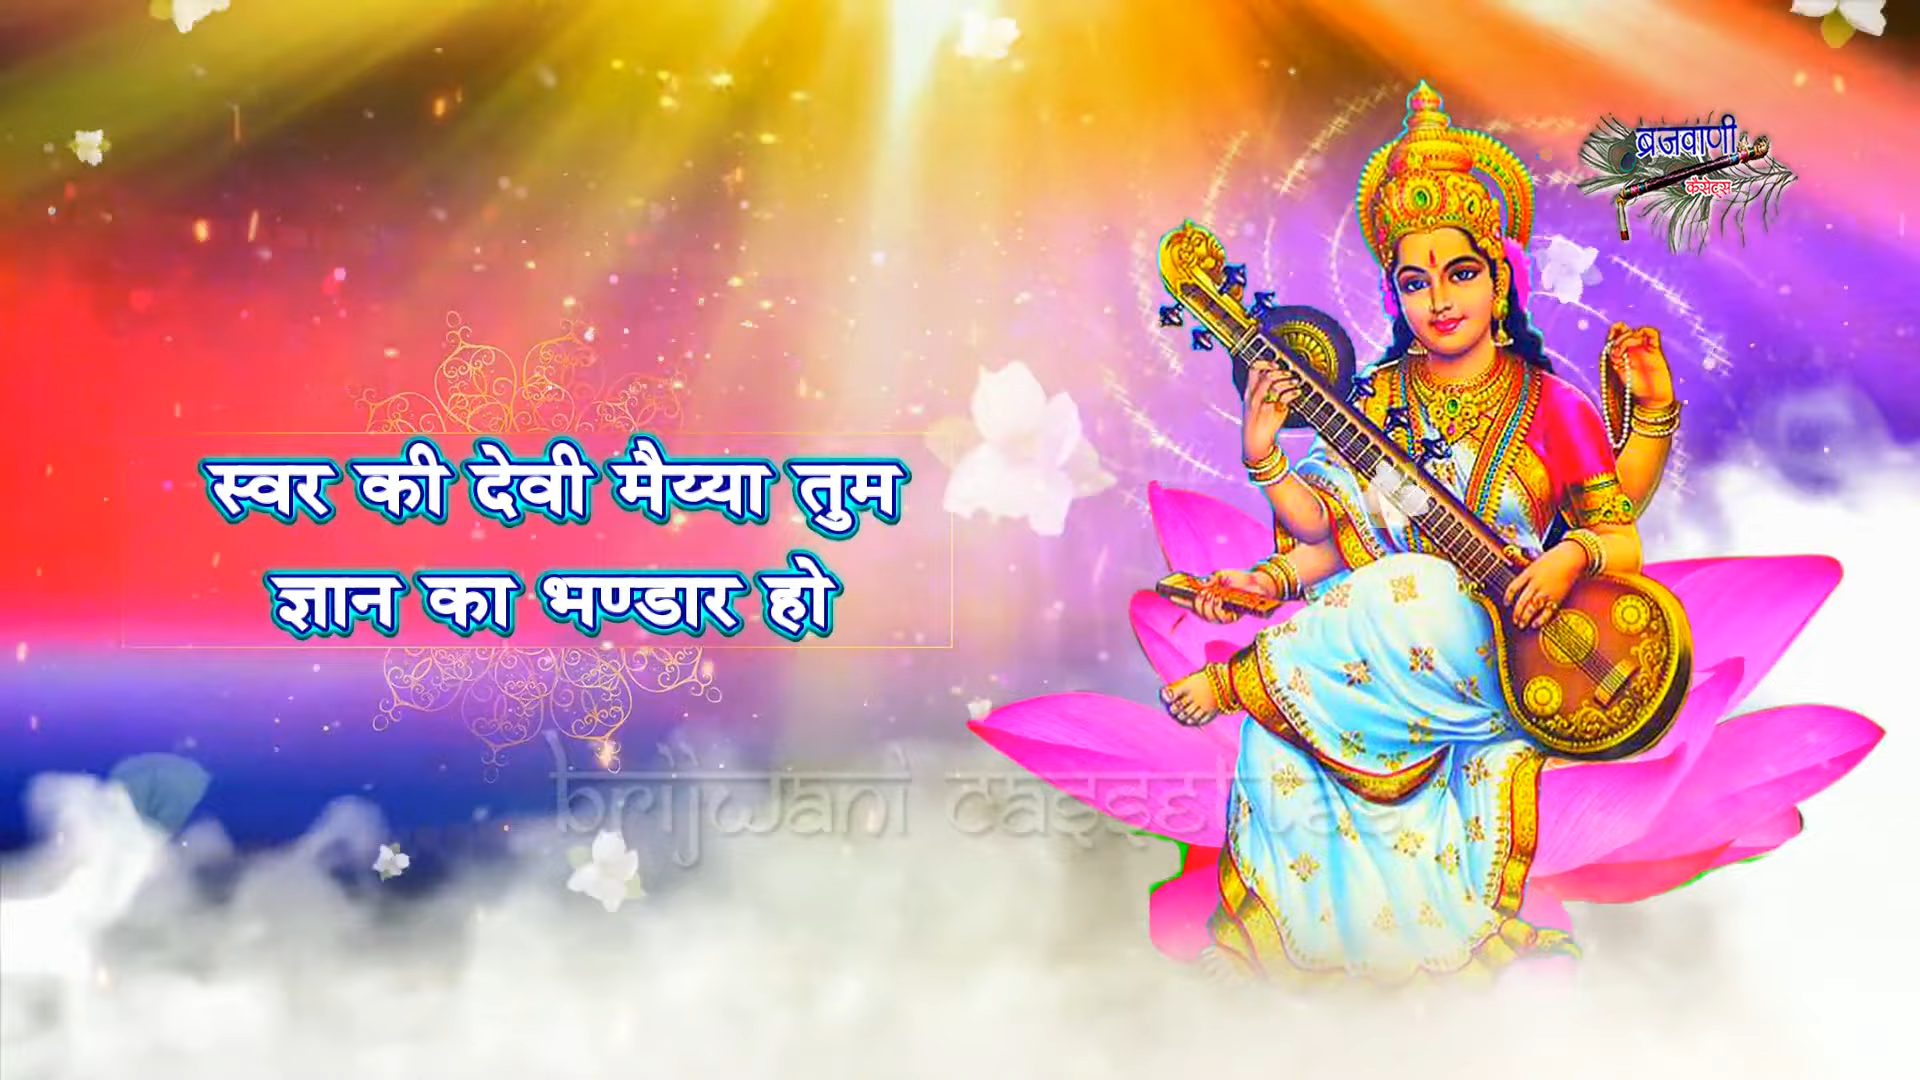 ब्रजवाणी
कैसेट्स
स्वर की देवी मैय्या तुम
ज्ञान का भण्डार हो
brijwani cassettes